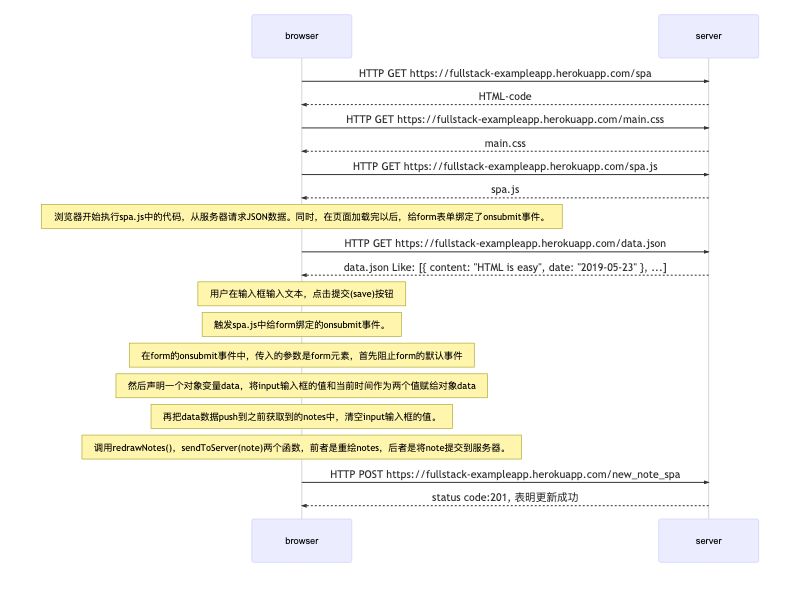 browser server
HTTP GET https://fullstack-exampleapp.herokuapp.com/spa
HTML-code
HTTP GET https://fullstack-exampleapp.herokuapp.com/main.css
main.css
HTTP GET https://fullstack-exampleapp.herokuapp.com/spa.js
spa.js
浏览器开始执行spa.js中的代码，从服务器请求JSON数据。同时，在页面加载完以后，给form表单绑定了onsubmit事件。
HTTP GET https://fullstack-exampleapp.herokuapp.com/data.json
data.json Like: [{ content: "HTML is easy", date: "2019-05-23" }, ...]
用户在输入框输入文本，点击提交(save)按钮
触发spa.js中给form绑定的onsubmit事件。
在form的onsubmit事件中，传入的参数是form元素，首先阻止form的默认事件
然后声明一个对象变量data，将input输入框的值和当前时间作为两个值赋给对象data
再把data数据push到之前获取到的notes中，清空input输入框的值。
调用redrawNotes()，sendToServer(note)两个函数，前者是重绘notes，后者是将note提交到服务器。
HTTP POST https://fullstack-exampleapp.herokuapp.com/new_note_spa
status code:201, 表明更新成功
browser server